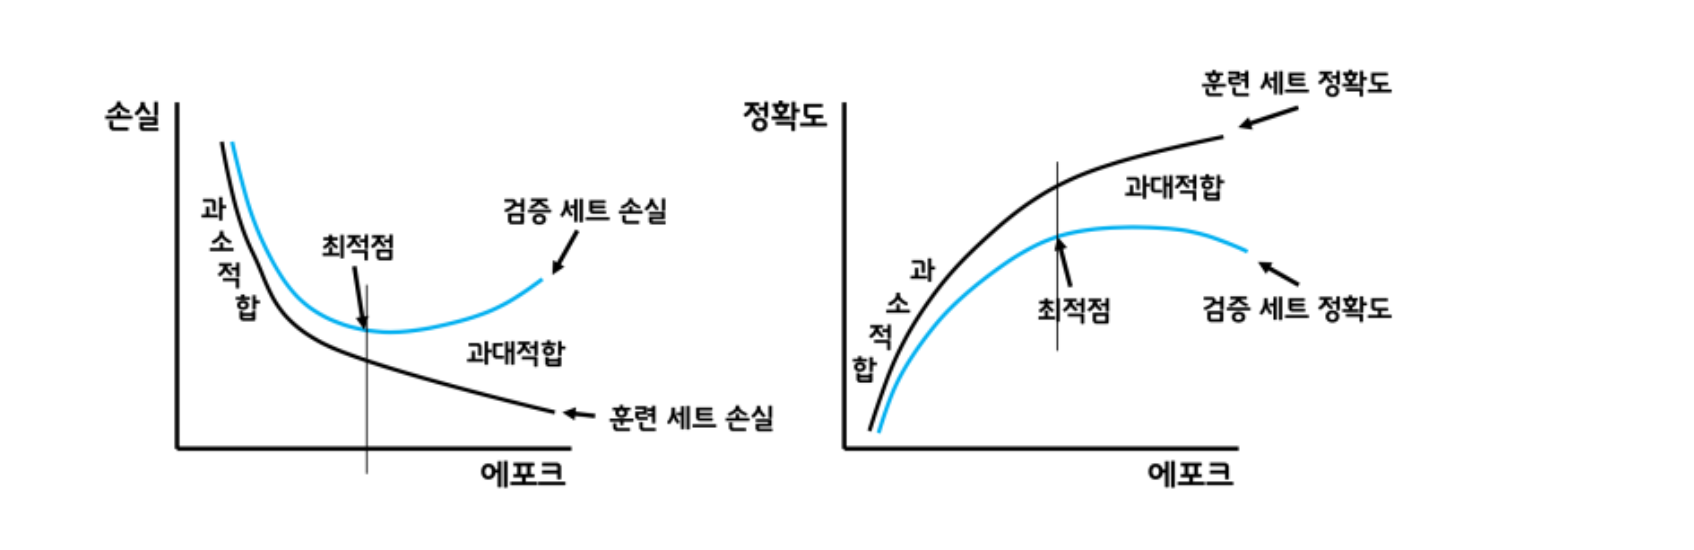 손실
과
소
적
합
최적점
검증 세트 손실
과대적합
훈련 세트 손실
에포크
정확도
훈련 세트 정확도
과대적합
과
소
적
합
최적점
검증 세트 정확도
에포크